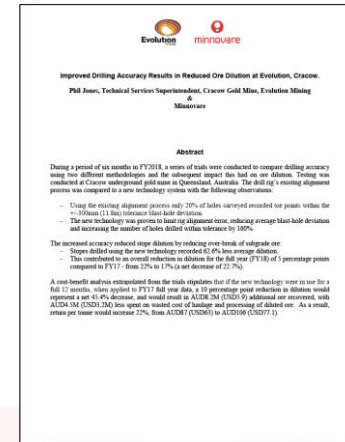 Evolution
minnovare
Improved Drilling Accuracy Results in Reduced Ore Dilution at Evolution, Cracow.
Phil Jones, Technical Services Superintendent, Cracow Gold Mine, Evolution Mining
&
Minnovare
Abstract
During a period of six months in FY2018, a series of trials were conducted to compare drilling accuracy
using two different methodologies and the subsequent impact this had on ore dilution. Testing was
conducted at Cracow underground gold mine in Queensland, Australia. The drill rig's existing alignment
process was compared to a new technology system with the following observations:
- Using the existing alignment process only 20% of holes surveyed recorded toe points within the
+/-300mm (11.8in) tolerance blast-hole deviation.
- The new technology was proven to limit rig alignment error, reducing average blast-hole deviation
and increasing the number of holes drilled within tolerance by 160%.
The increased accuracy reduced stope dilution by reducing over-break of subgrade ore:
- Stopes drilled using the new technology recorded 62.6% less average dilution.
- This contributed to an overall reduction in dilution for the full year (FY18) of 5 percentage points
compared to FY17 - from 22% to 17% (a net decrease of 22.7%).
A cost-benefit analysis extrapolated from the trials stipulates that if the new technology were in use for a
full 12 months, when applied to FY17 full year data, a 10 percentage point reduction in dilution would
represent a net 45.4% decrease, and would result in AUD8.2M (USD5.9) additional ore recovered, with
AUD4.5M (USD3.2M) less spent on wasted cost of haulage and processing of diluted ore. As a result,
return per tonne would increase 22%, from AUD87 (USD63) to AUD106 (USD77.1).